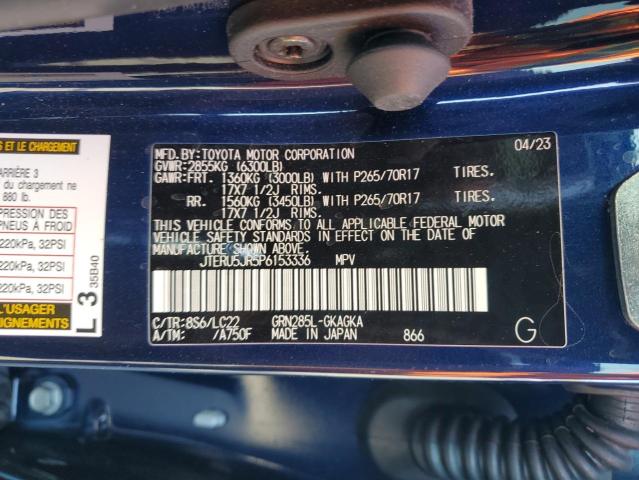 MFD.BY:TOYOTA MOTOR CORPORATION 04/23
GVWR:2855KG (6300LB)
GAWR:FRT. 1360KG (3000LB) WITH P265/70R17 TIRES.
17X7 1/2J RIMS.
RR. 1560KG (3450LB) WITH P265/70R17 TIRES.
17X7 1/2J RIMS.
THIS VEHICLE CONFORMS TO ALL APPLICABLE FEDERAL MOTOR
VEHICLE SAFETY STANDARDS IN EFFECT ON THE DATE OF
MANUFACTURE SHOWN ABOVE.
JTERU5JR5P6153336 MPV
C/TR:8S6/LC22 GRN285L-GKAGKA
A/TM: /A750F MADE IN JAPAN 866 G
S ET LE CHARGEMENT
ARRIÈRE 3
du chargement ne
880 lb.
PRESSION DES
PNEUS À FROID
220kPa, 32PSI
220kPa, 32PSI
220kPa, 32PSI
L'USAGER
L 3
35B40